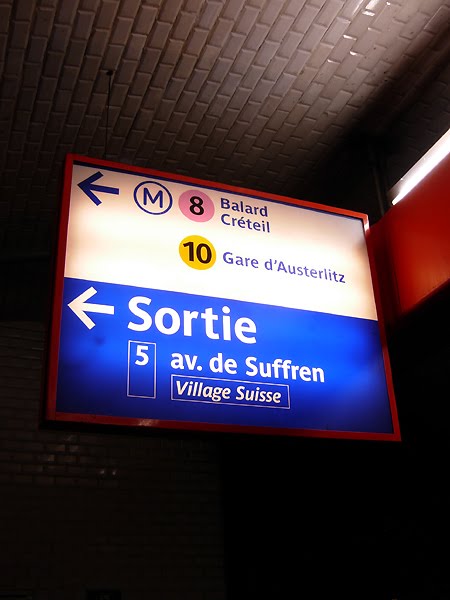 M 8 Balard
Créteil
10 Gare d'Austerlitz
Sortie
5 av. de Suffren
Village Suisse